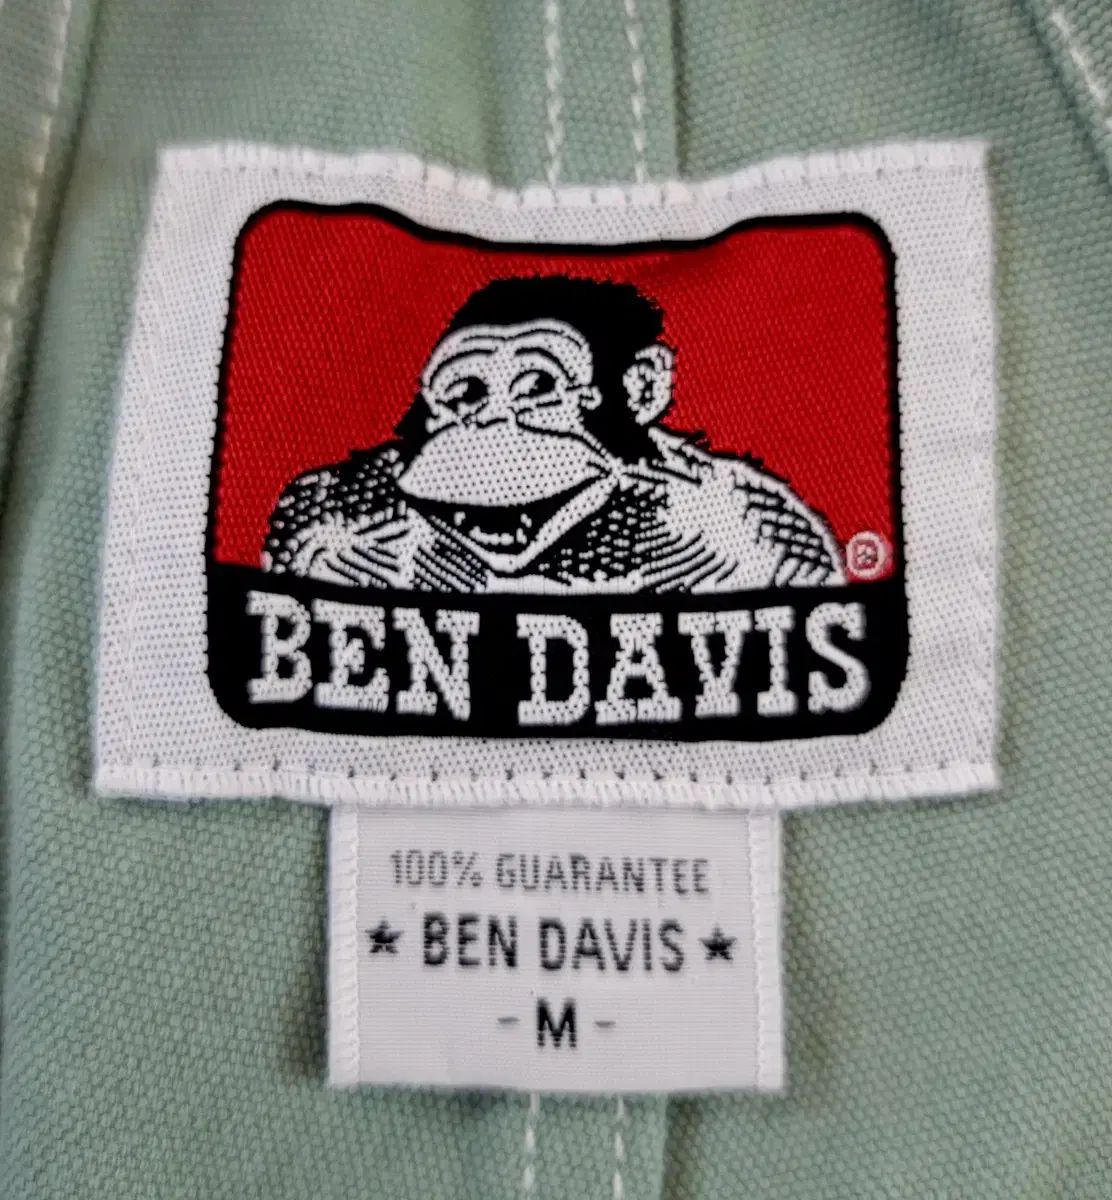 ®
BEN DAVIS
100% GUARANTEE
★ BEN DAVIS ★
- M -